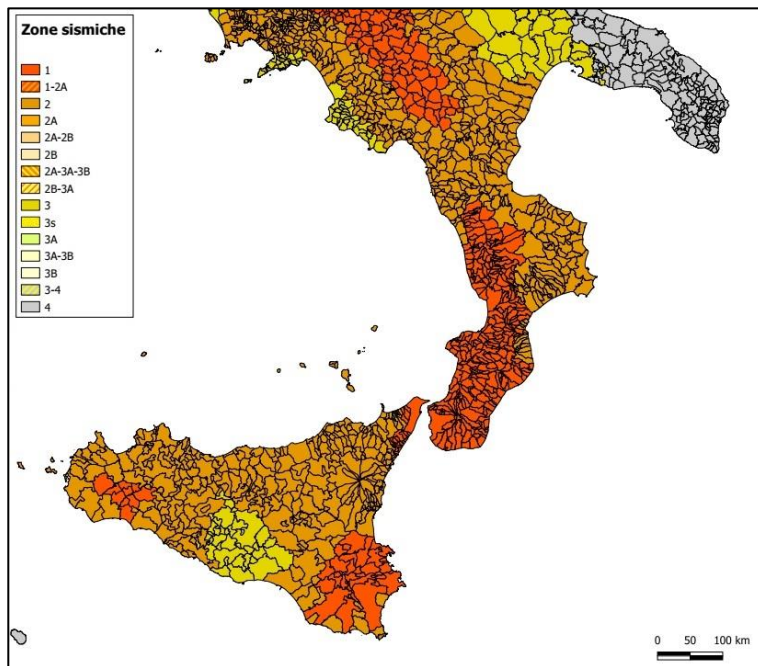 Zone sismiche
1
1-2A
2
2A
2A-2B
2B
2A-3A-3B
2B-3A
3
3s
3A
3A-3B
3B
3-4
4
0 50 100 km